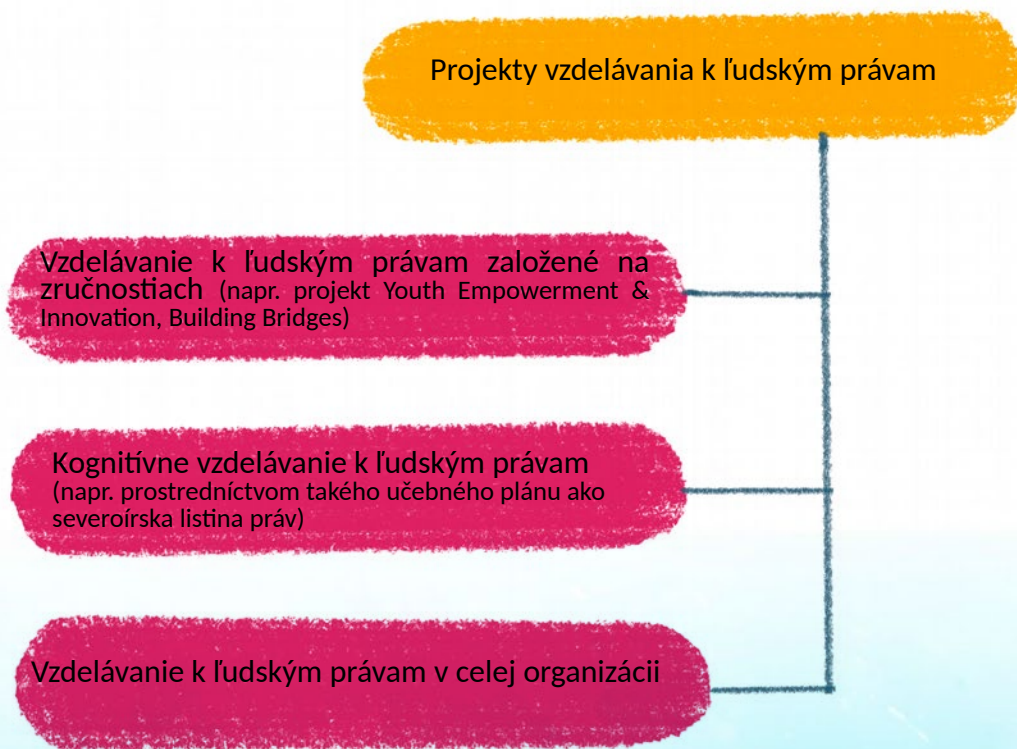 Projekty vzdelávania k ľudským právam
Vzdelávanie k ľudským právam založené na
zručnostiach (napr. projekt Youth Empowerment &
Innovation, Building Bridges)
Kognitívne vzdelávanie k ľudským právam
(napr. prostredníctvom takého učebného plánu ako
severoírska listina práv)
Vzdelávanie k ľudským právam v celej organizácii